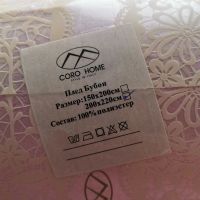 CORO HOME
Плед Бубон
Размер:150х200см
200х220см
Состав:100%полиэстер